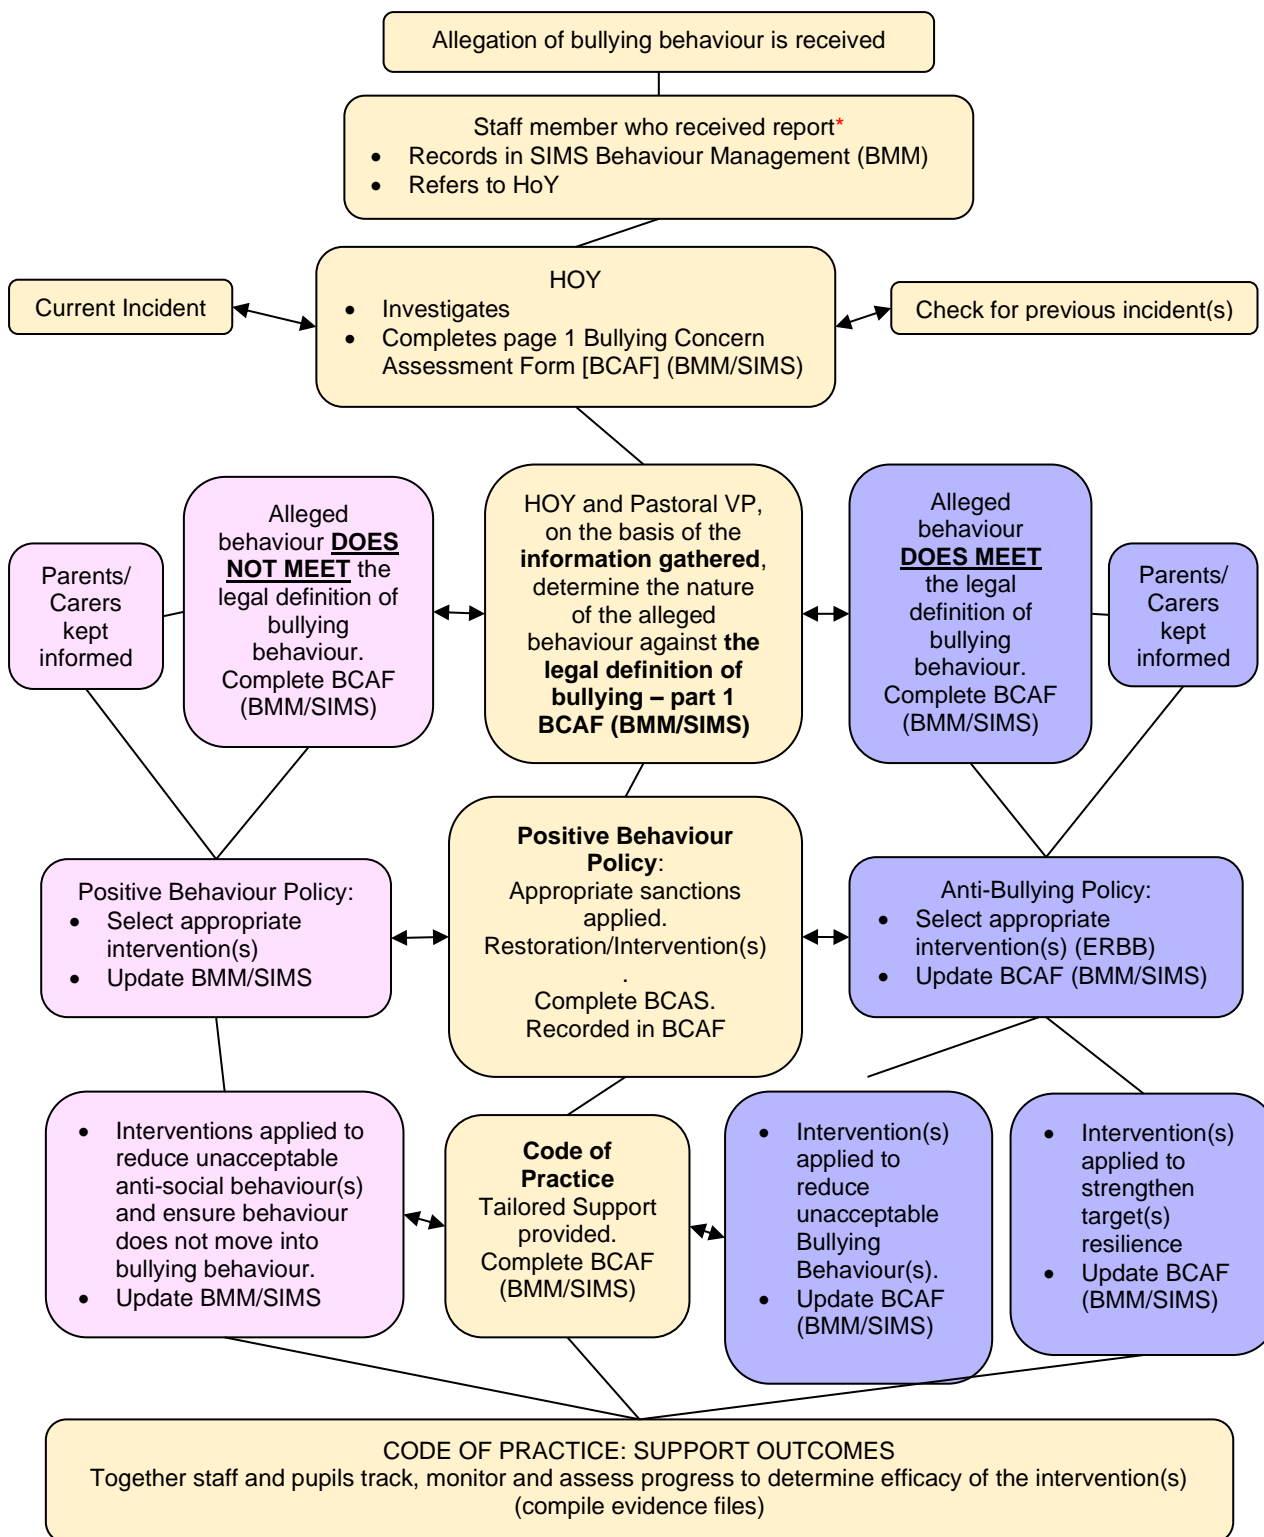 Allegation of bullying behaviour is received
Staff member who received report*
• Records in SIMS Behaviour Management (BMM)
• Refers to HoY
HOY
• Investigates
• Completes page 1 Bullying Concern
Assessment Form [BCAF] (BMM/SIMS)
Current Incident
Check for previous incident(s)
Parents/
Carers
kept
informed
Alleged
behaviour DOES
NOT MEET the
legal definition of
bullying
behaviour.
Complete BCAF
(BMM/SIMS)
HOY and Pastoral VP,
on the basis of the
information gathered,
determine the nature
of the alleged
behaviour against the
legal definition of
bullying – part 1
BCAF (BMM/SIMS)
Alleged
behaviour
DOES MEET
the legal
definition of
bullying
behaviour.
Complete BCAF
(BMM/SIMS)
Parents/
Carers
kept
informed
Positive Behaviour Policy:
• Select appropriate
intervention(s)
• Update BMM/SIMS
Positive Behaviour
Policy:
Appropriate sanctions
applied.
Restoration/Intervention(s)
.
Complete BCAS.
Recorded in BCAF
Anti-Bullying Policy:
• Select appropriate
intervention(s) (ERBB)
• Update BCAF (BMM/SIMS)
• Interventions applied to
reduce unacceptable
anti-social behaviour(s)
and ensure behaviour
does not move into
bullying behaviour.
• Update BMM/SIMS
Code of
Practice
Tailored Support
provided.
Complete BCAF
(BMM/SIMS)
• Intervention(s)
applied to
reduce
unacceptable
Bullying
Behaviour(s).
• Update BCAF
(BMM/SIMS)
• Intervention(s)
applied to
strengthen
target(s)
resilience
• Update BCAF
(BMM/SIMS)
CODE OF PRACTICE: SUPPORT OUTCOMES
Together staff and pupils track, monitor and assess progress to determine efficacy of the intervention(s)
(compile evidence files)